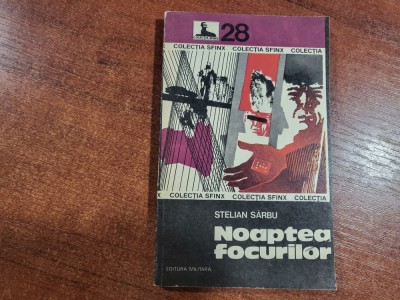 28
COLECȚIA SFINX COLECȚIA SFINX COLECȚIA
X COLECȚIA SFINX COLECȚIA SFINX COLECȚIA
STELIAN SÂRBU
Noaptea
focurilor
EDITURA MILITARĂ